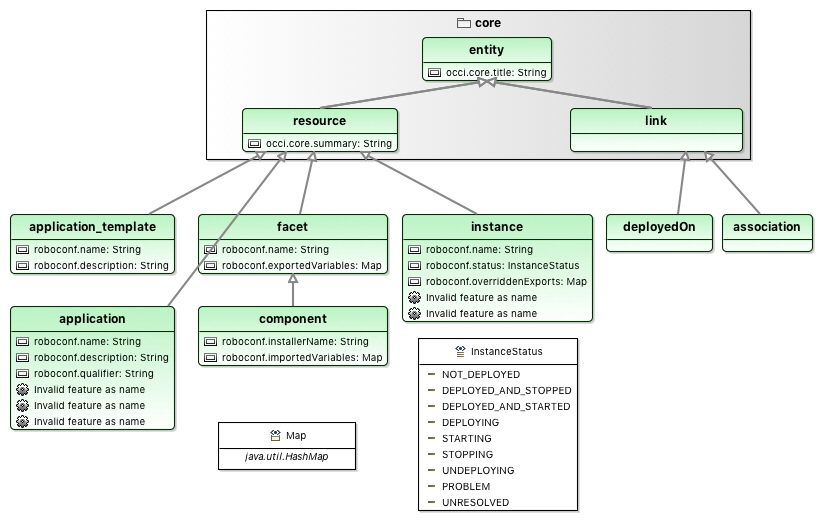 core
entity
occi.core.title: String
resource
occi.core.summary: String
link
application_template
roboconf.name: String
roboconf.description: String
facet
roboconf.name: String
roboconf.exportedVariables: Map
instance
roboconf.name: String
roboconf.status: InstanceStatus
roboconf.overriddenExports: Map
Invalid feature as name
Invalid feature as name
deployedOn
association
application
roboconf.name: String
roboconf.description: String
roboconf.qualifier: String
Invalid feature as name
Invalid feature as name
Invalid feature as name
component
roboconf.installerName: String
roboconf.importedVariables: Map
InstanceStatus
NOT_DEPLOYED
DEPLOYED_AND_STOPPED
DEPLOYED_AND_STARTED
DEPLOYING
STARTING
STOPPING
UNDEPLOYING
PROBLEM
UNRESOLVED
Map
java.util.HashMap